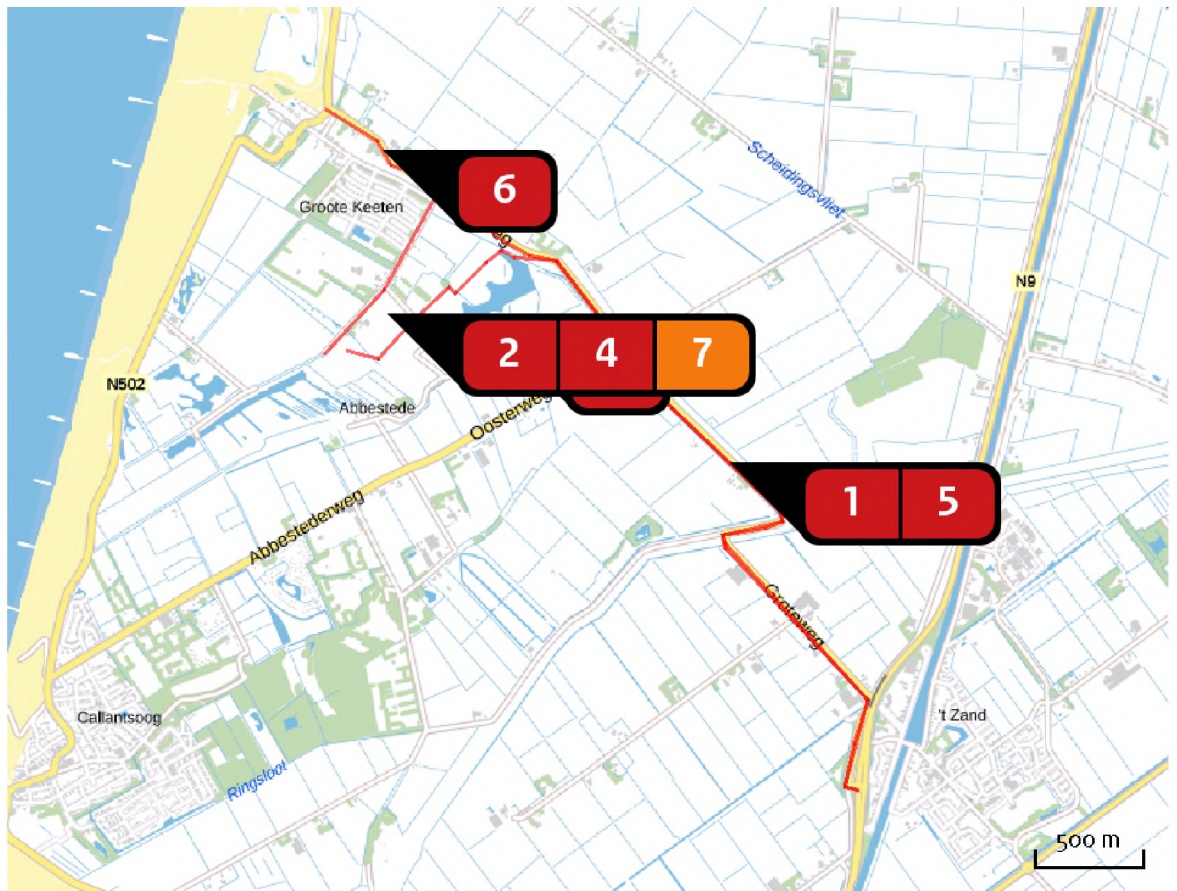 Scheidingsvliet
6
Groote Keeten
N9
2 4 7
N502
Abbestede
Oosterweg
1 5
Abbestederweg
Groteweg
Callantsoog
't Zand
Ringsloot
500 m